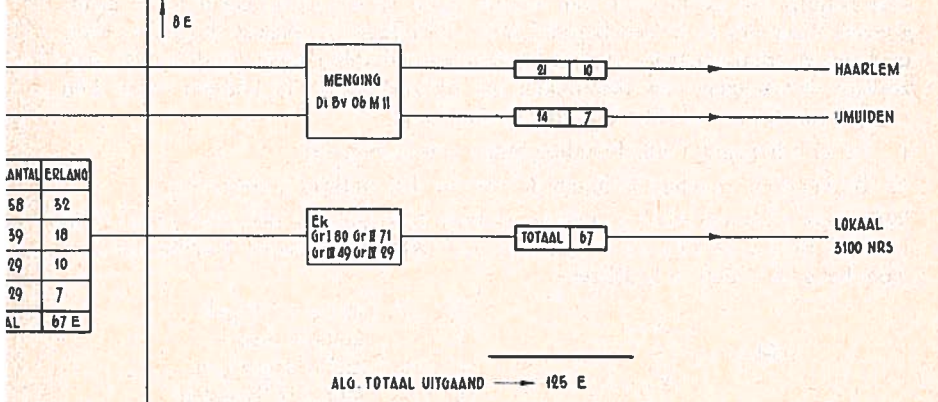 8 E
MENGING
Di Bv Ob M 11
21 10
HAARLEM
14 7
IJMUIDEN
ERLANG
58 32
39 18
29 10
29 7
67 E
Ek
Gr I 80 Gr II 71
Gr III 49 Gr IV 29
TOTAAL 67
LOKAAL
3100 NRS
ALG. TOTAAL UITGAAND 125 E